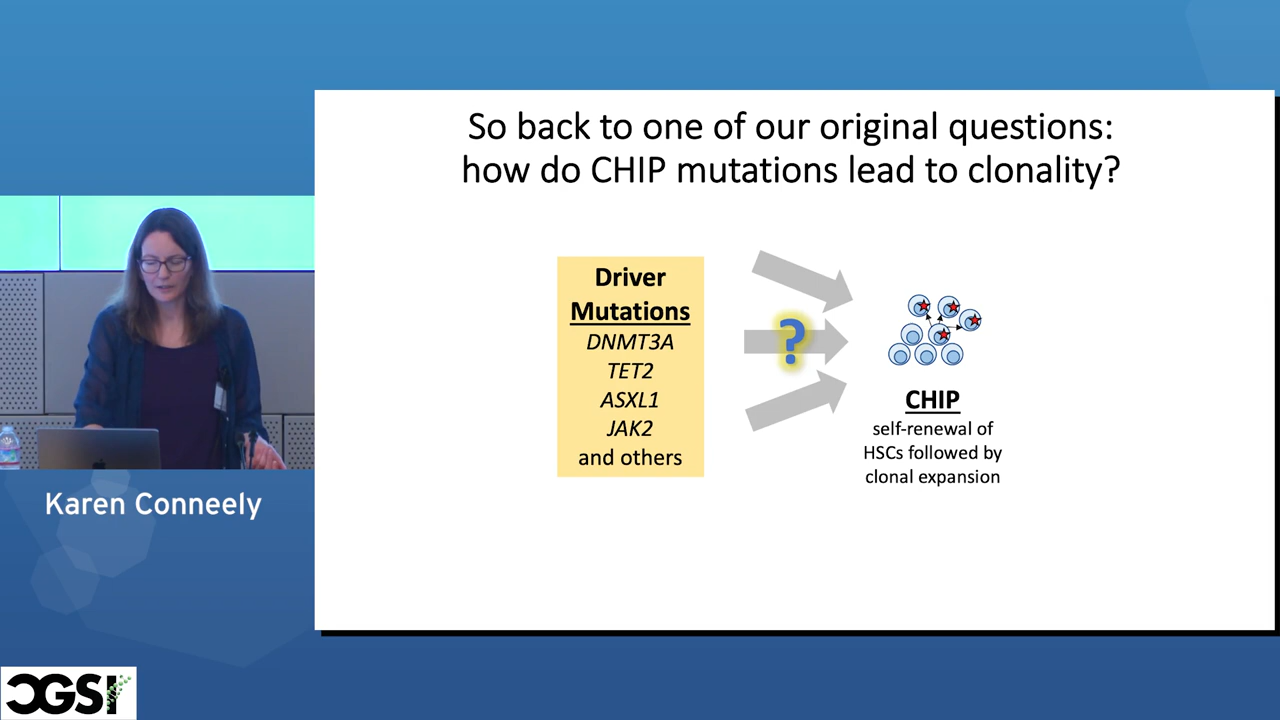 So back to one of our original questions:
how do CHIP mutations lead to clonality?
Driver
Mutations
DNMT3A
TET2
ASXL1
JAK2
and others
?
CHIP
self-renewal of
HSCs followed by
clonal expansion
Karen Conneely
CGSI